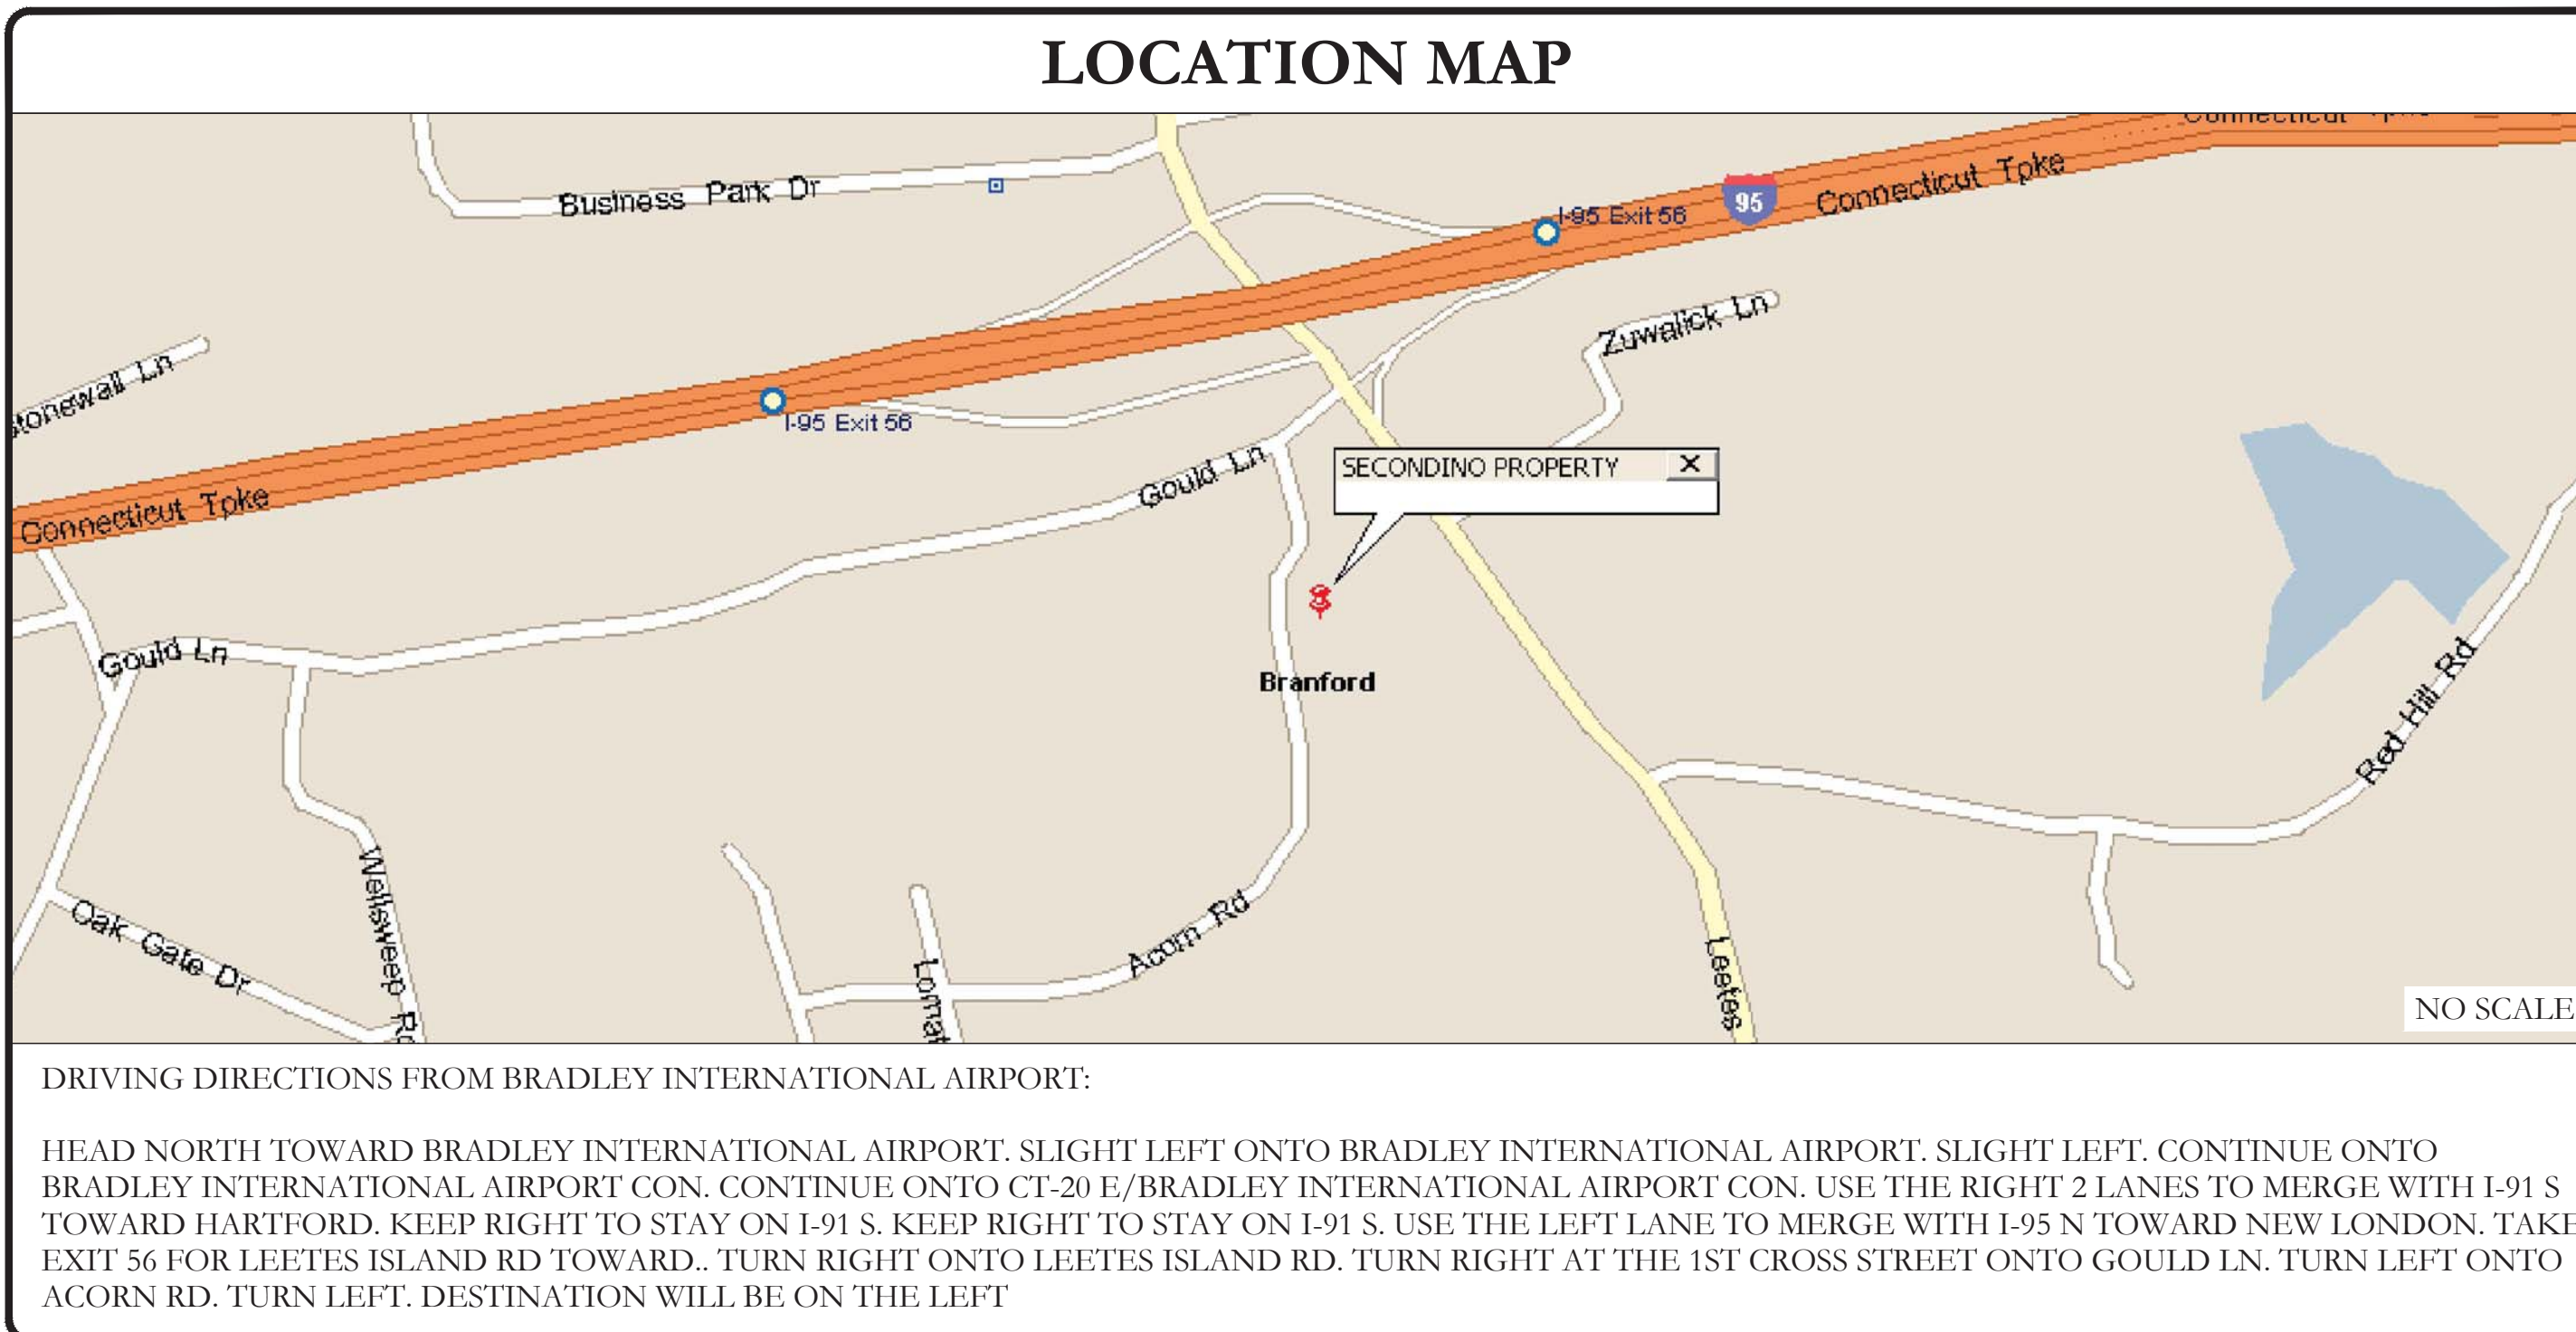 LOCATION MAP
Connecticut Tpke
Business Park Dr
I-95 Exit 56
95
Connecticut Tpke
Zuwalick Ln
tonewall Ln
I-95 Exit 56
SECONDINO PROPERTY
Gould Ln
Connecticut Tpke
Gould Ln
Branford
Red Hill Rd
Wellsweep Rd
Oak Gate Dr
Acorn Rd
Lomat
Leetes
NO SCALE
DRIVING DIRECTIONS FROM BRADLEY INTERNATIONAL AIRPORT:
HEAD NORTH TOWARD BRADLEY INTERNATIONAL AIRPORT. SLIGHT LEFT ONTO BRADLEY INTERNATIONAL AIRPORT. SLIGHT LEFT. CONTINUE ONTO
BRADLEY INTERNATIONAL AIRPORT CON. CONTINUE ONTO CT-20 E/BRADLEY INTERNATIONAL AIRPORT CON. USE THE RIGHT 2 LANES TO MERGE WITH I-91 S
TOWARD HARTFORD. KEEP RIGHT TO STAY ON I-91 S. KEEP RIGHT TO STAY ON I-91 S. USE THE LEFT LANE TO MERGE WITH I-95 N TOWARD NEW LONDON. TAKE
EXIT 56 FOR LEETES ISLAND RD TOWARD.. TURN RIGHT ONTO LEETES ISLAND RD. TURN RIGHT AT THE 1ST CROSS STREET ONTO GOULD LN. TURN LEFT ONTO
ACORN RD. TURN LEFT. DESTINATION WILL BE ON THE LEFT